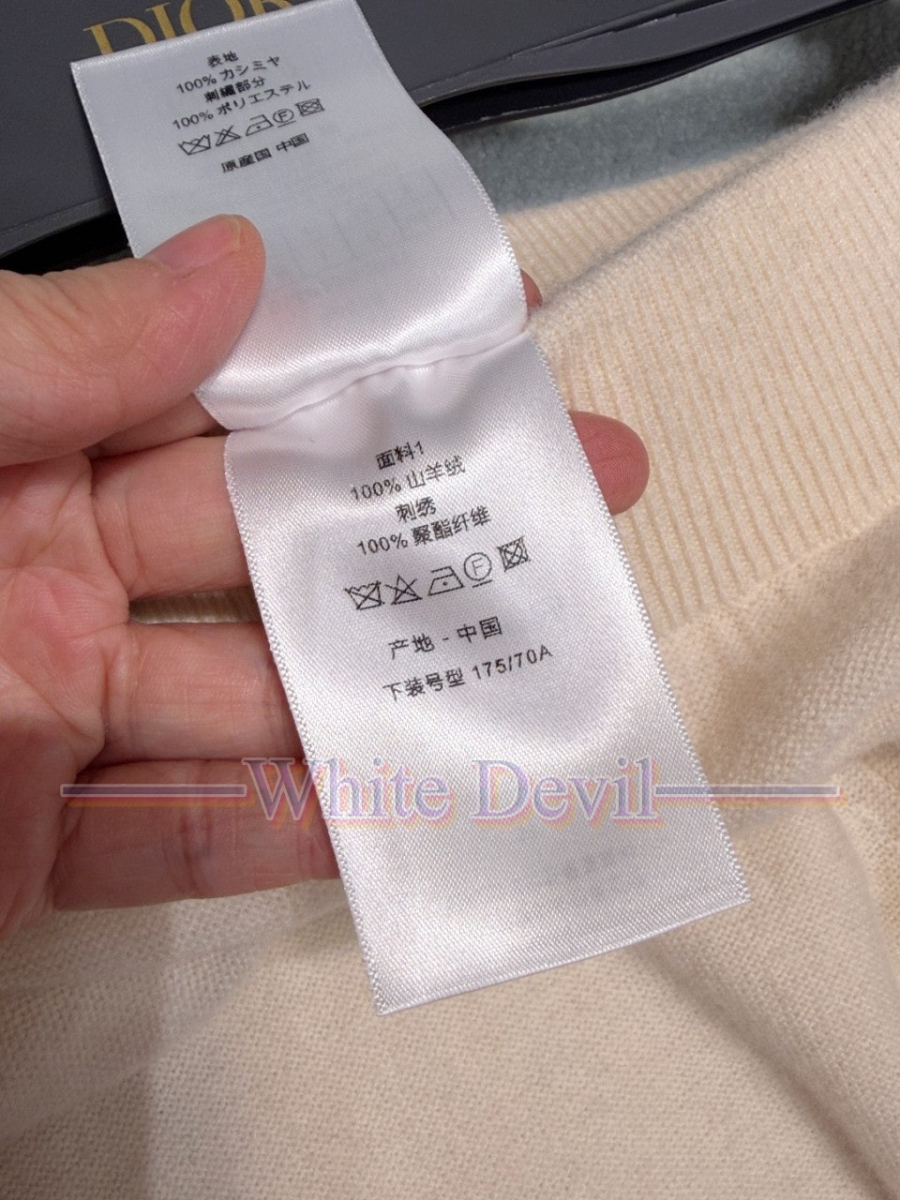 DIOR
表地
100% カシミヤ
刺繍部分
100% ポリエステル
原産国 中国
面料1
100% 山羊绒
刺绣
100% 聚酯纤维
F
产地 - 中国
下装号型 175/70A
White Devil